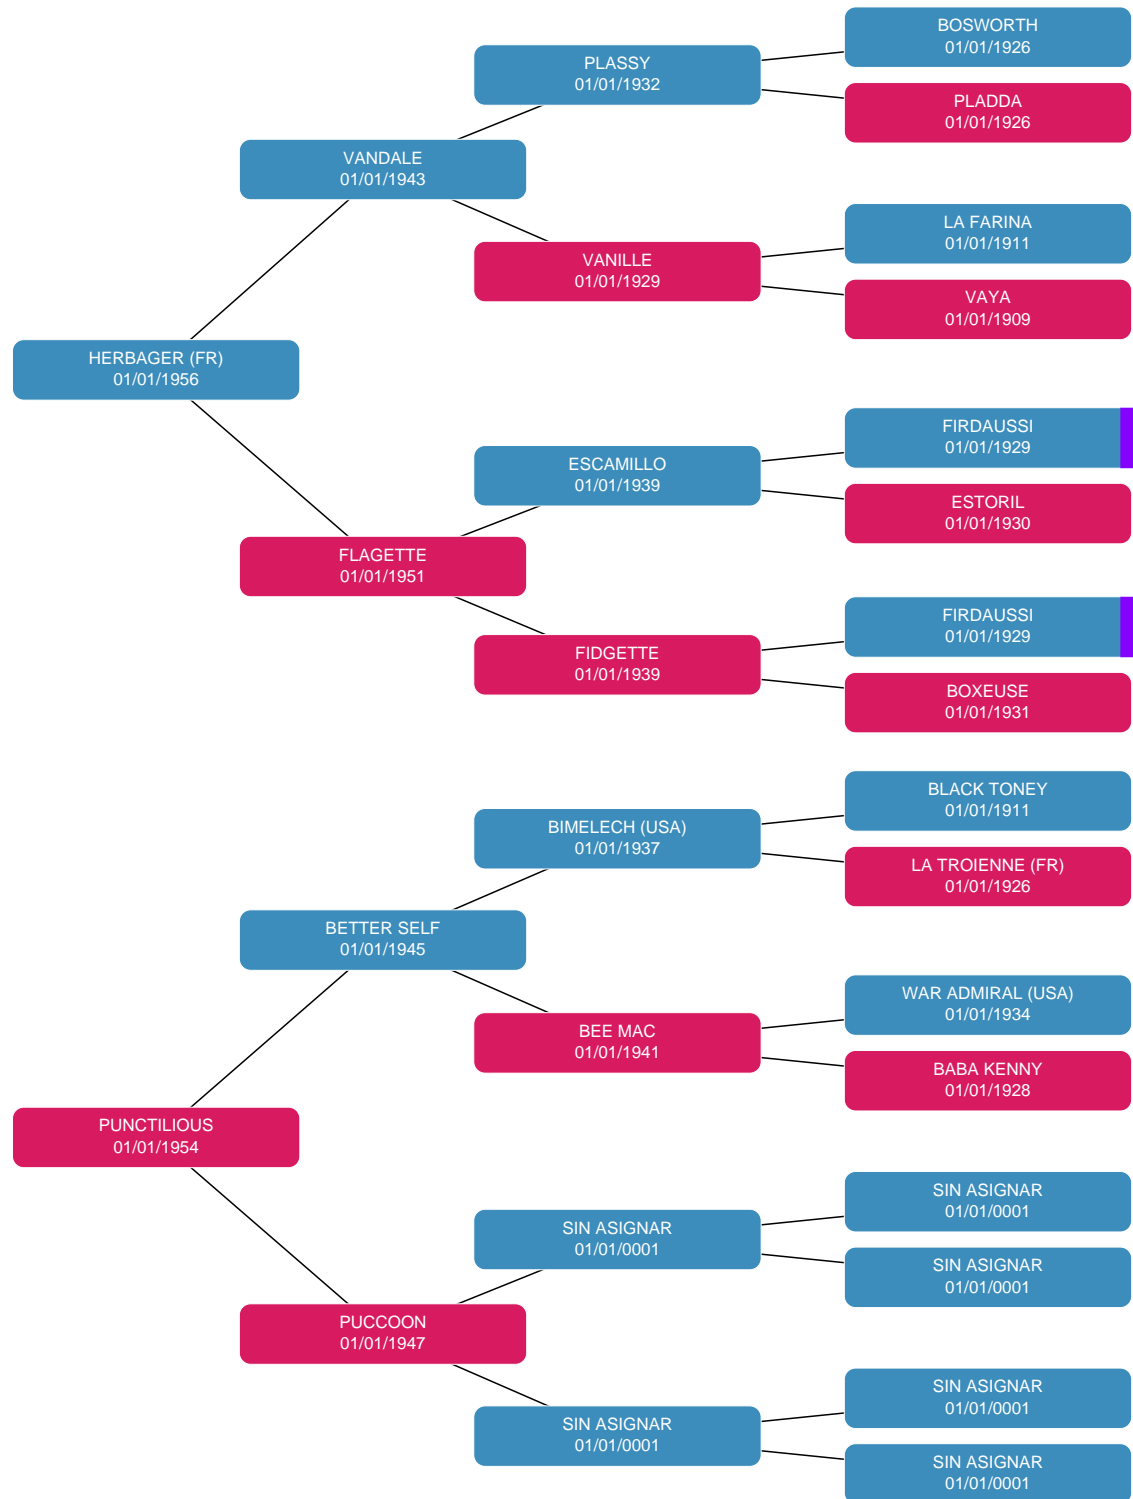 BOSWORTH
01/01/1926
PLASSY
01/01/1932
PLADDA
01/01/1926
VANDALE
01/01/1943
LA FARINA
01/01/1911
VANILLE
01/01/1929
VAYA
01/01/1909
HERBAGER (FR)
01/01/1956
FIRDAUSSI
01/01/1929
ESCAMILLO
01/01/1939
ESTORIL
01/01/1930
FLAGETTE
01/01/1951
FIRDAUSSI
01/01/1929
FIDGETTE
01/01/1939
BOXEUSE
01/01/1931
BLACK TONEY
01/01/1911
BIMELECH (USA)
01/01/1937
LA TROIENNE (FR)
01/01/1926
BETTER SELF
01/01/1945
WAR ADMIRAL (USA)
01/01/1934
BEE MAC
01/01/1941
BABA KENNY
01/01/1928
PUNCTILIOUS
01/01/1954
SIN ASIGNAR
01/01/0001
SIN ASIGNAR
01/01/0001
SIN ASIGNAR
01/01/0001
PUCCOON
01/01/1947
SIN ASIGNAR
01/01/0001
SIN ASIGNAR
01/01/0001
SIN ASIGNAR
01/01/0001